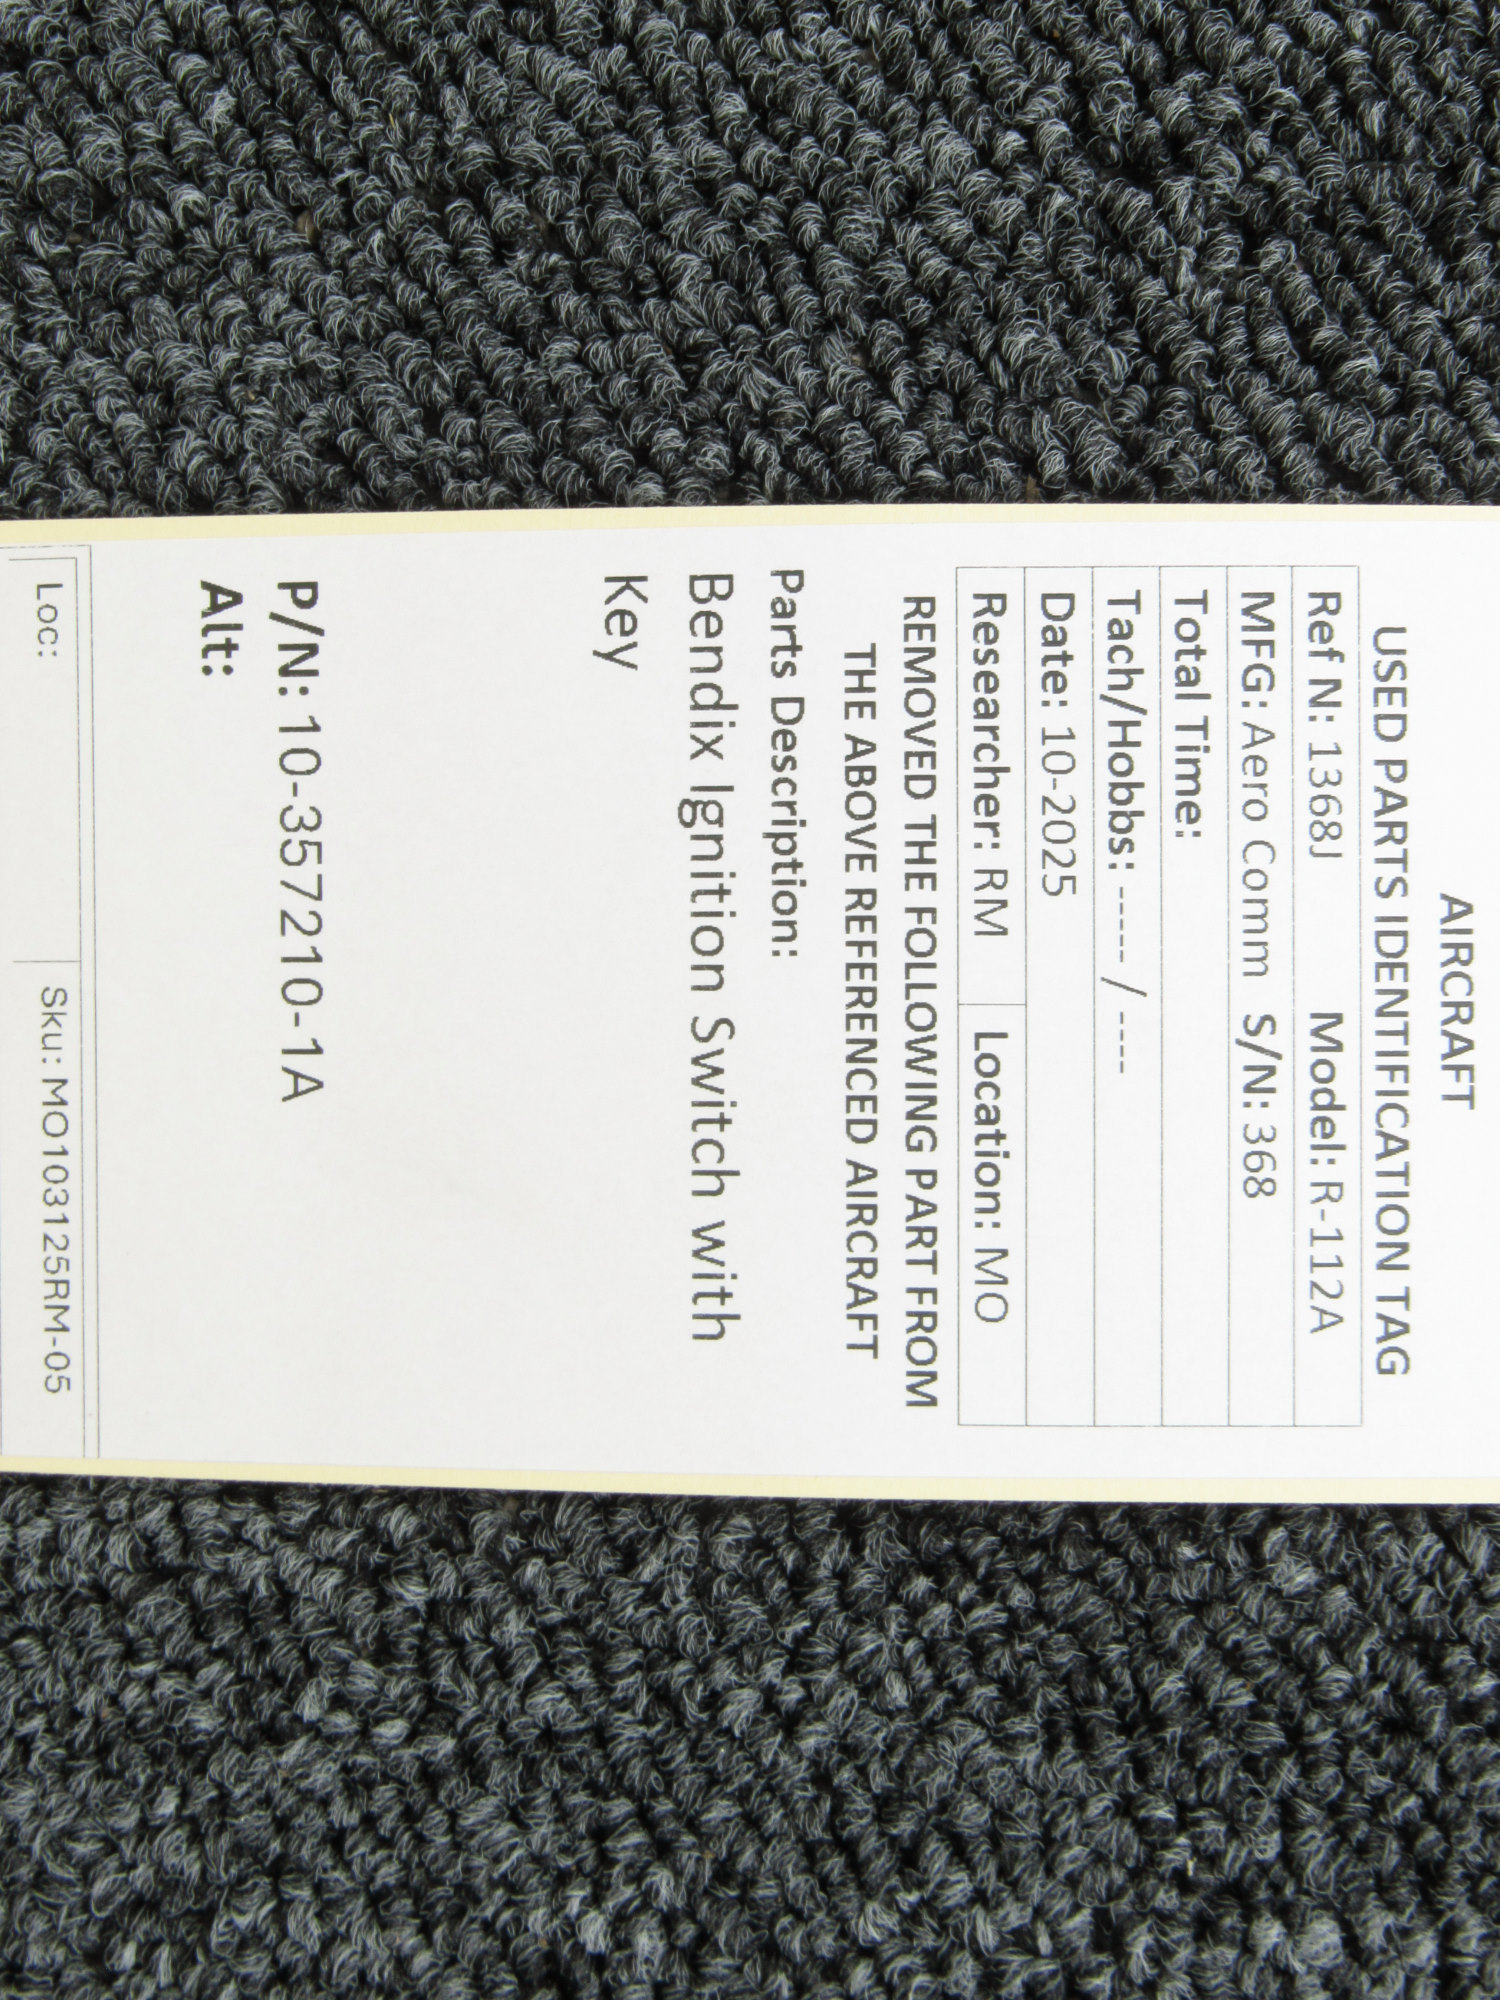 AIRCRAFT
USED PARTS IDENTIFICATION TAG
Ref N: 1368J Model: R-112A
MFG: Aero Comm S/N: 368
Total Time:
Tach/Hobbs: ----- / ----
Date: 10-2025
Researcher: RM Location: MO
REMOVED THE FOLLOWING PART FROM
THE ABOVE REFERENCED AIRCRAFT
Parts Description:
Bendix Ignition Switch with
Key
P/N: 10-357210-1A
Alt:
Loc: Sku: MO103125RM-05